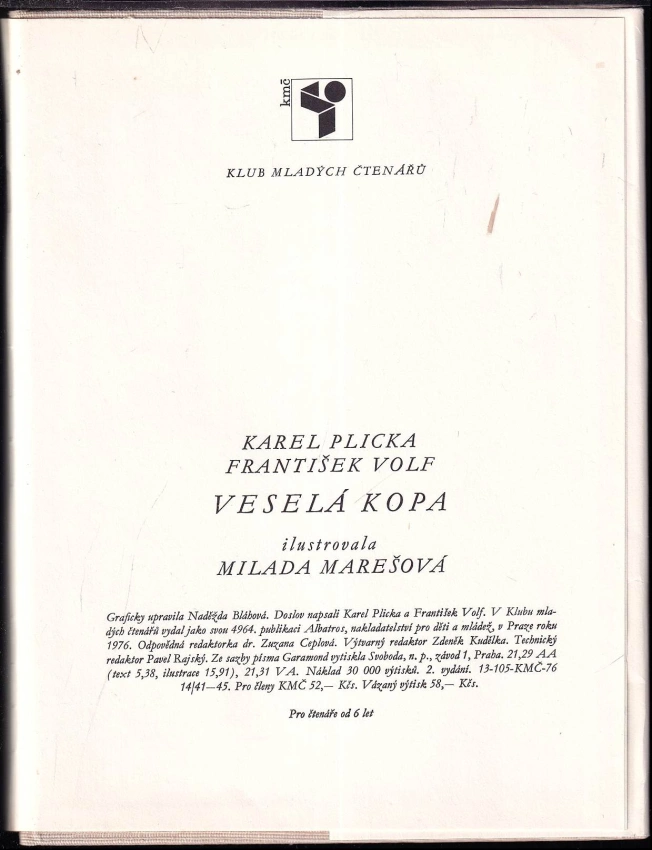 kmč
KLUB MLADÝCH ČTENÁŘŮ
KAREL PLICKA
FRANTIŠEK VOLF
VESELÁ KOPA
ilustrovala
MILADA MAREŠOVÁ
Graficky upravila Naděžda Bláhová. Doslov napsali Karel Plicka a František Volf. V Klubu mla-
dých čtenářů vydal jako svou 4964. publikaci Albatros, nakladatelství pro děti a mládež, v Praze roku
1976. Odpovědná redaktorka dr. Zuzana Ceplová. Výtvarný redaktor Zdeněk Kudělka. Technický
redaktor Pavel Rajský. Ze sazby písma Garamond vytiskla Svoboda, n. p., závod 1, Praha. 21,29 AA
(text 5,38, ilustrace 15,91), 21,31 VA. Náklad 30 000 výtisků. 2. vydání. 13-105-KMČ-76
14/41—45. Pro členy KMČ 52,— Kčs. Vázaný výtisk 58,— Kčs.
Pro čtenáře od 6 let